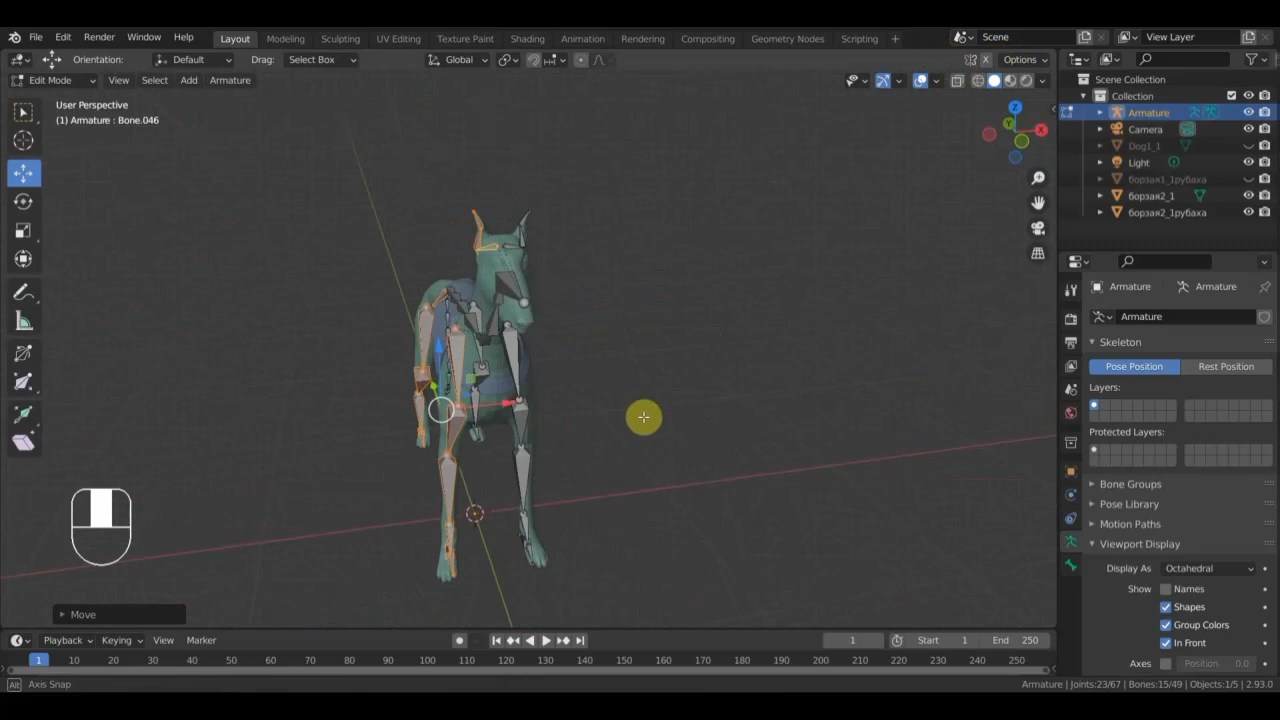 File Edit Render Window Help Layout Modeling Sculpting UV Editing Texture Paint Shading Animation Rendering Compositing Geometry Nodes Scripting + Scene View Layer
Orientation: Default Drag: Select Box Global X Options
Edit Mode View Select Add Armature
User Perspective
(1) Armature : Bone.046
Z
Y
X
Scene Collection
Collection
Armature
Camera
Dog1_1
Light
борзая1_1рубаха
борзая2_1
борзая2_1рубаха
Armature Armature
Armature
Skeleton
Pose Position Rest Position
Layers:
Protected Layers:
Bone Groups
Pose Library
Motion Paths
Viewport Display
Display As Octahedral
Show Names
Shapes
Group Colors
In Front
Axes Position 0.0
Move
Playback Keying View Marker 1 Start 1 End 250
1 10 20 30 40 50 60 70 80 90 100 110 120 130 140 150 160 170 180 190 200 210 220 230 240 250
Alt Axis Snap Armature | Joints:23/67 | Bones:15/49 | Objects:1/5 | 2.93.0